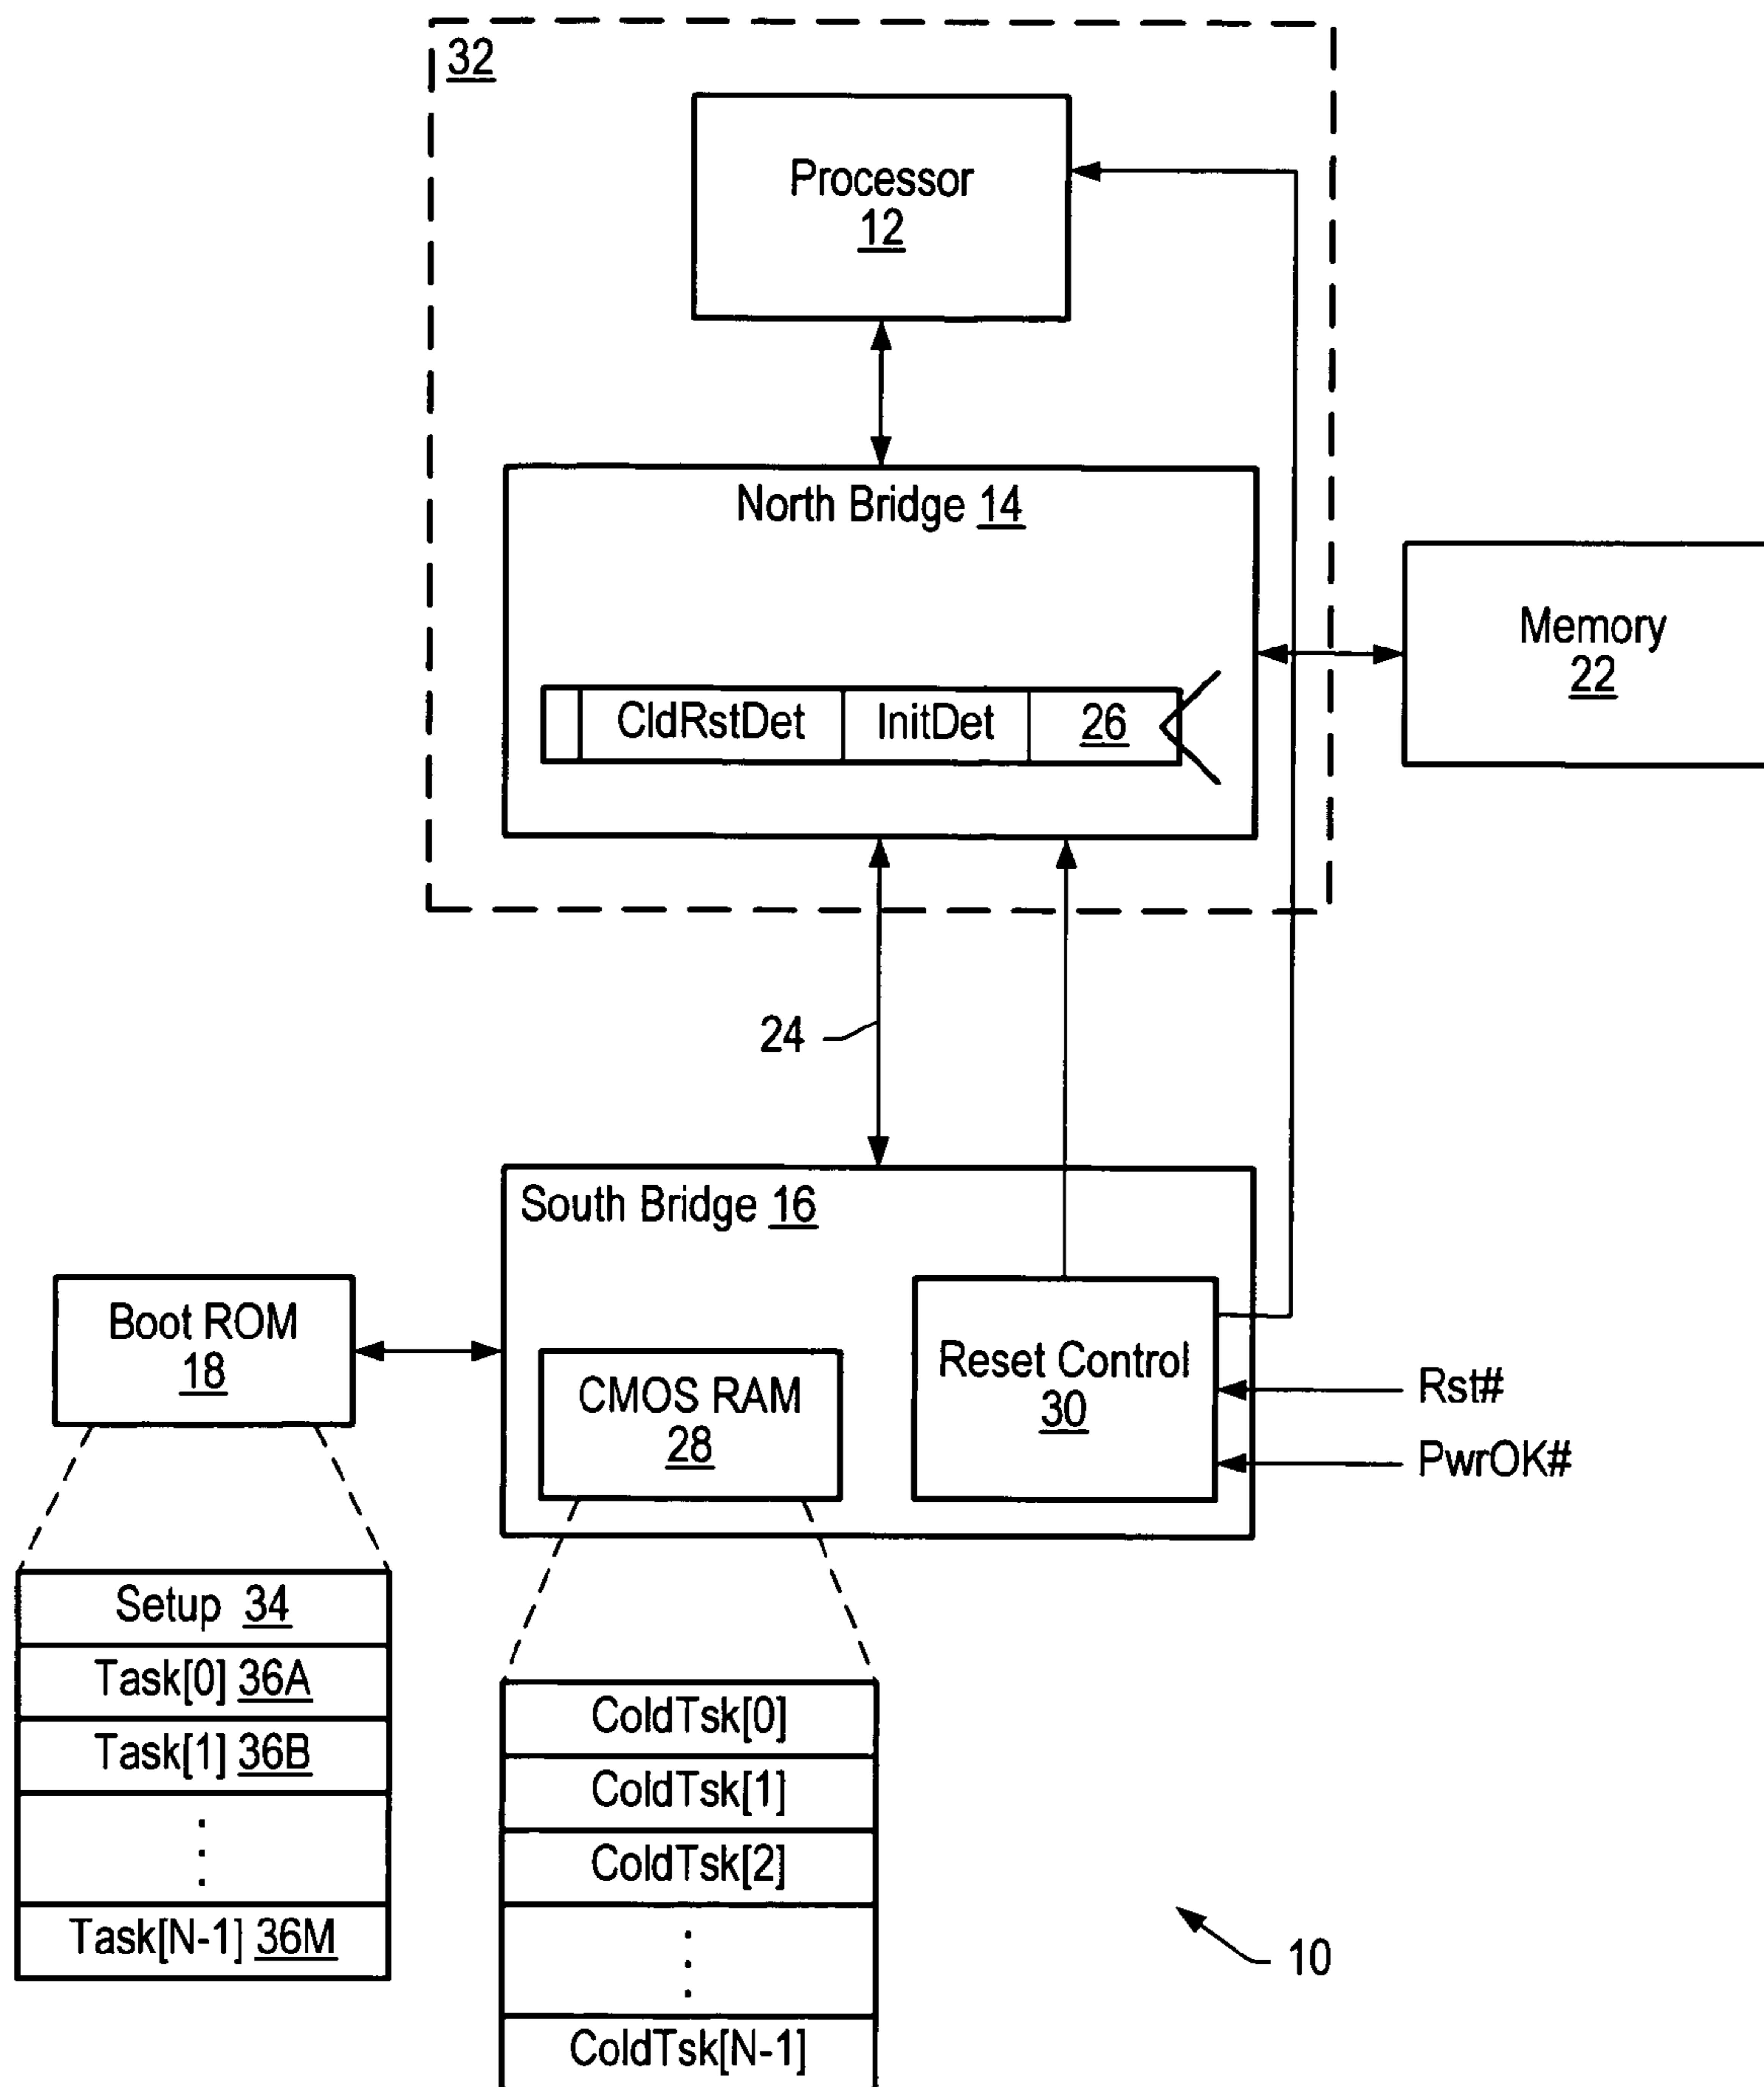 32
Processor
12
North Bridge 14
CldRstDet InitDet 26
Memory
22
24
South Bridge 16
Boot ROM
18
CMOS RAM
28
Reset Control
30
Rst#
PwrOK#
Setup 34
Task[0] 36A
Task[1] 36B
Task[N-1] 36M
ColdTsk[0]
ColdTsk[1]
ColdTsk[2]
ColdTsk[N-1]
10